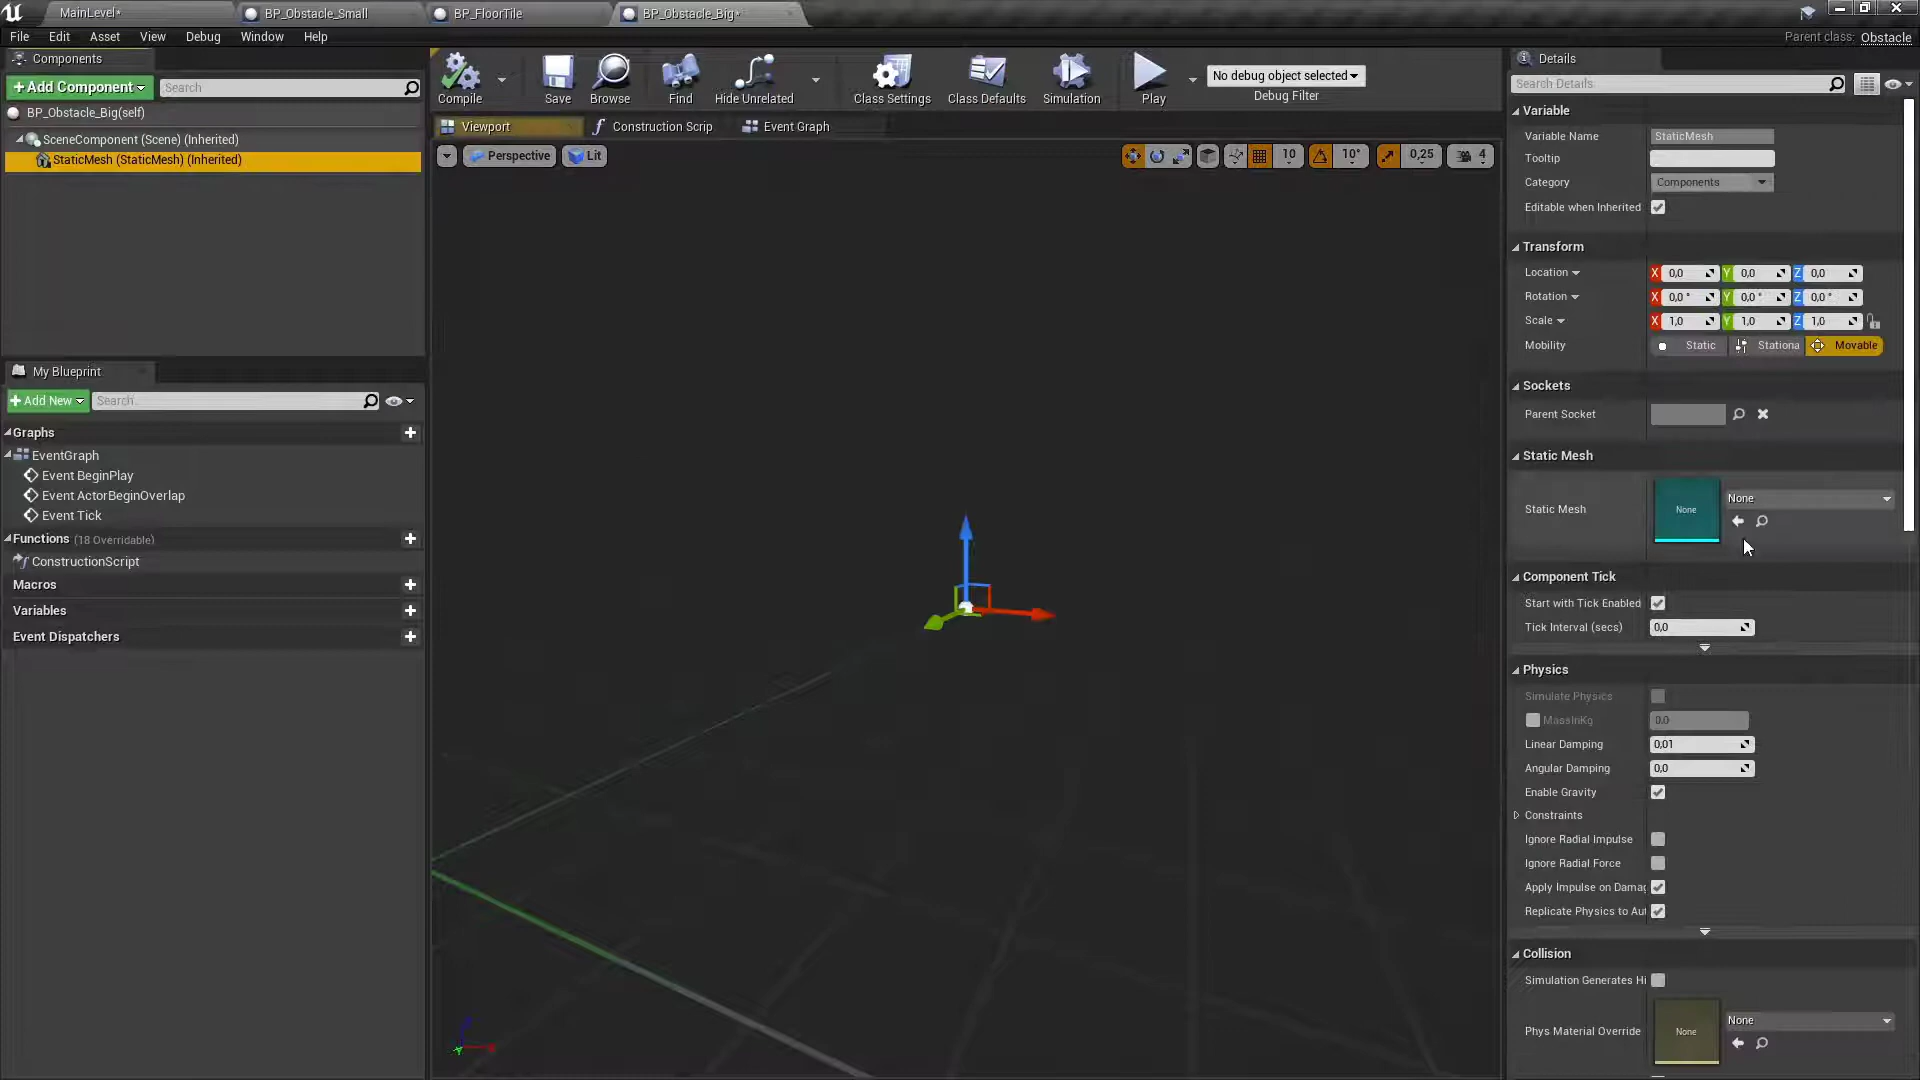 MainLevel*
BP_Obstacle_Small
BP_FloorTile
BP_Obstacle_Big*
File Edit Asset View Debug Window Help
Parent class: Obstacle
Components
+Add Component
Search
BP_Obstacle_Big(self)
SceneComponent (Scene) (Inherited)
StaticMesh (StaticMesh) (Inherited)
My Blueprint
+Add New
Search
Graphs
EventGraph
Event BeginPlay
Event ActorBeginOverlap
Event Tick
Functions (18 Overridable)
ConstructionScript
Macros
Variables
Event Dispatchers
Compile
Save
Browse
Find
Hide Unrelated
Class Settings
Class Defaults
Simulation
Play
No debug object selected
Debug Filter
Viewport
Construction Scrip
Event Graph
Perspective
Lit
10
10°
0,25
4
Details
Search Details
Variable
Variable Name StaticMesh
Tooltip
Category Components
Editable when Inherited
Transform
Location X 0,0 Y 0,0 Z 0,0
Rotation X 0,0 ° Y 0,0 ° Z 0,0 °
Scale X 1,0 Y 1,0 Z 1,0
Mobility Static Stationa Movable
Sockets
Parent Socket
Static Mesh
Static Mesh None None
Component Tick
Start with Tick Enabled
Tick Interval (secs) 0,0
Physics
Simulate Physics
MassInKg 0,0
Linear Damping 0,01
Angular Damping 0,0
Enable Gravity
Constraints
Ignore Radial Impulse
Ignore Radial Force
Apply Impulse on Damag
Replicate Physics to Aut
Collision
Simulation Generates Hi
Phys Material Override None None